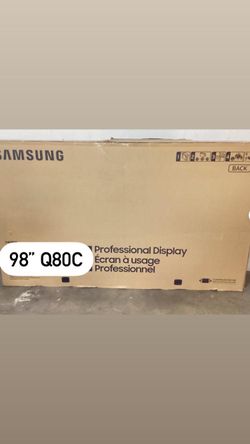 SAMSUNG
BACK
98” Q80C
Professional Display
Écran à usage
Professionnel